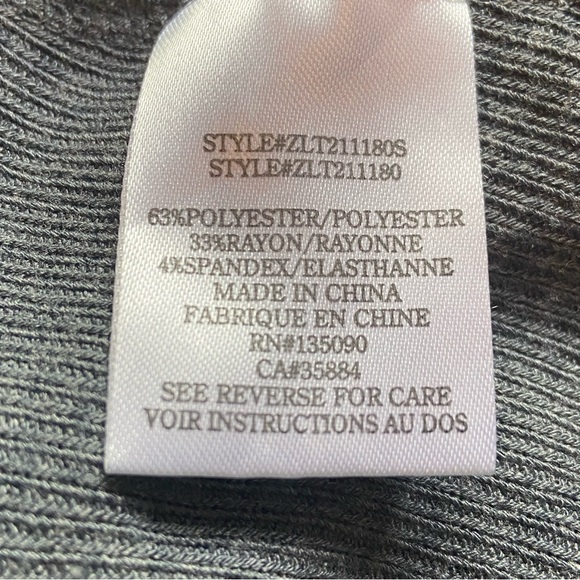 STYLE#ZLT211180S
STYLE#ZLT211180
63%POLYESTER/POLYESTER
33%RAYON/RAYONNE
4%SPANDEX/ELASTHANNE
MADE IN CHINA
FABRIQUE EN CHINE
RN#135090
CA#35884
SEE REVERSE FOR CARE
VOIR INSTRUCTIONS AU DOS